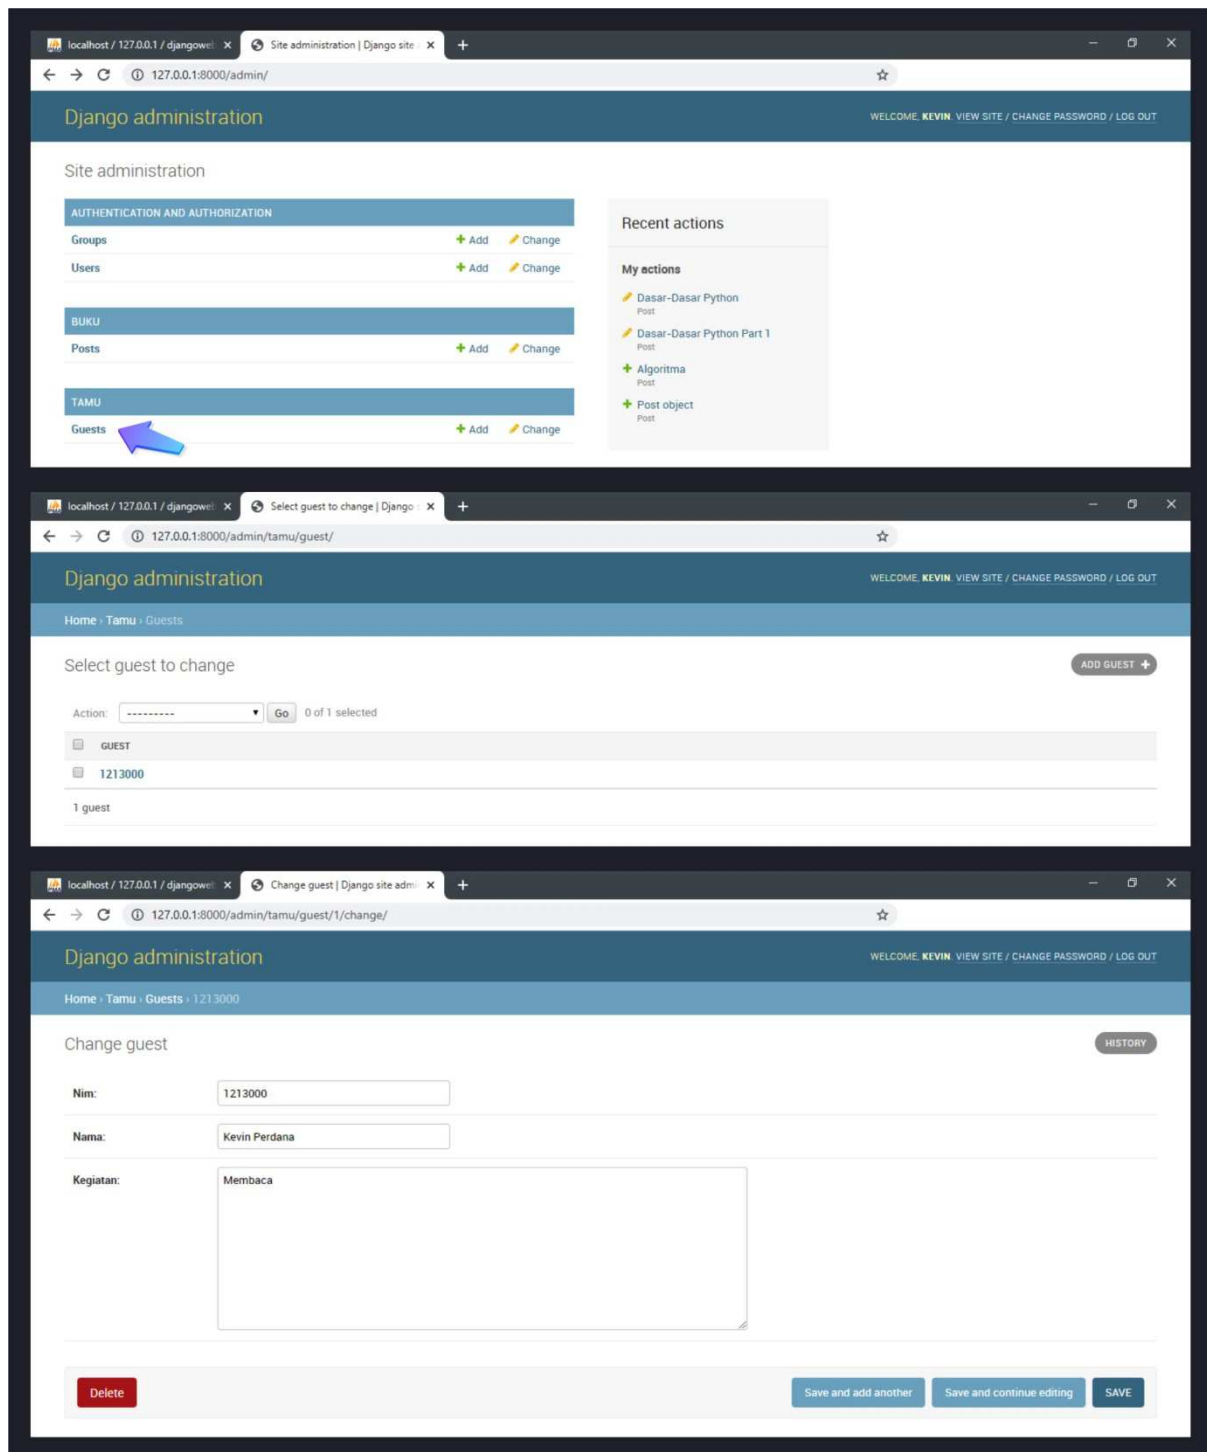 localhost / 127.0.0.1 / djangowe
Site administration | Django site
127.0.0.1:8000/admin/
Django administration
WELCOME, KEVIN. VIEW SITE / CHANGE PASSWORD / LOG OUT
Site administration
AUTHENTICATION AND AUTHORIZATION
Groups
Add
Change
Users
Add
Change
BUKU
Posts
Add
Change
TAMU
Guests
Add
Change
Recent actions
My actions
Dasar-Dasar Python
Post
Dasar-Dasar Python Part 1
Post
Algoritma
Post
Post object
Post
localhost / 127.0.0.1 / djangowe
Select guest to change | Django
127.0.0.1:8000/admin/tamu/guest/
Django administration
WELCOME, KEVIN. VIEW SITE / CHANGE PASSWORD / LOG OUT
Home › Tamu › Guests
Select guest to change
ADD GUEST +
Action: --------- Go 0 of 1 selected
GUEST
1213000
1 guest
localhost / 127.0.0.1 / djangowe
Change guest | Django site adm
127.0.0.1:8000/admin/tamu/guest/1/change/
Django administration
WELCOME, KEVIN. VIEW SITE / CHANGE PASSWORD / LOG OUT
Home › Tamu › Guests › 1213000
Change guest
HISTORY
Nim: 1213000
Nama: Kevin Perdana
Kegiatan: Membaca
Delete
Save and add another
Save and continue editing
SAVE